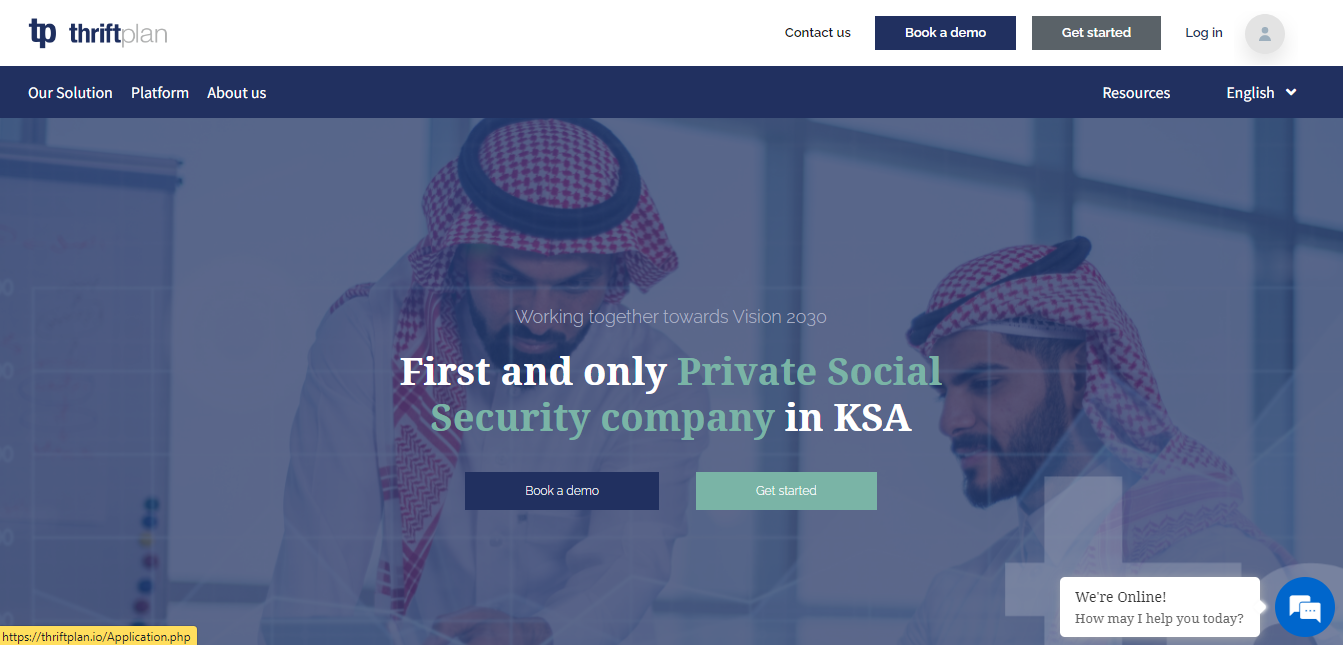 tp thriftplan
Contact us
Book a demo
Get started
Log in
Our Solution
Platform
About us
Resources
English
Working together towards Vision 2030
First and only Private Social
Security company in KSA
Book a demo
Get started
We're Online!
How may I help you today?
https://thriftplan.io/Application.php